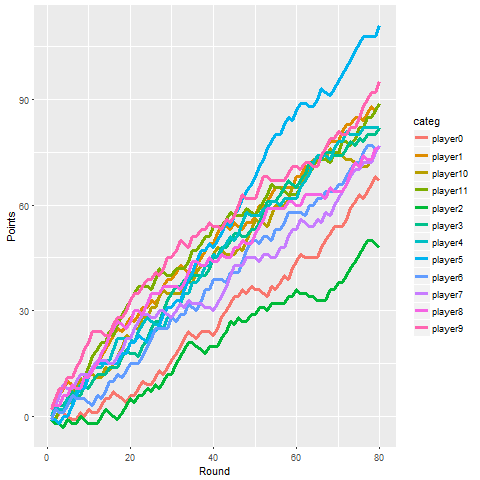 Points
90
60
30
0
0
20
40
60
80
Round
categ
player0
player1
player10
player11
player2
player3
player4
player5
player6
player7
player8
player9